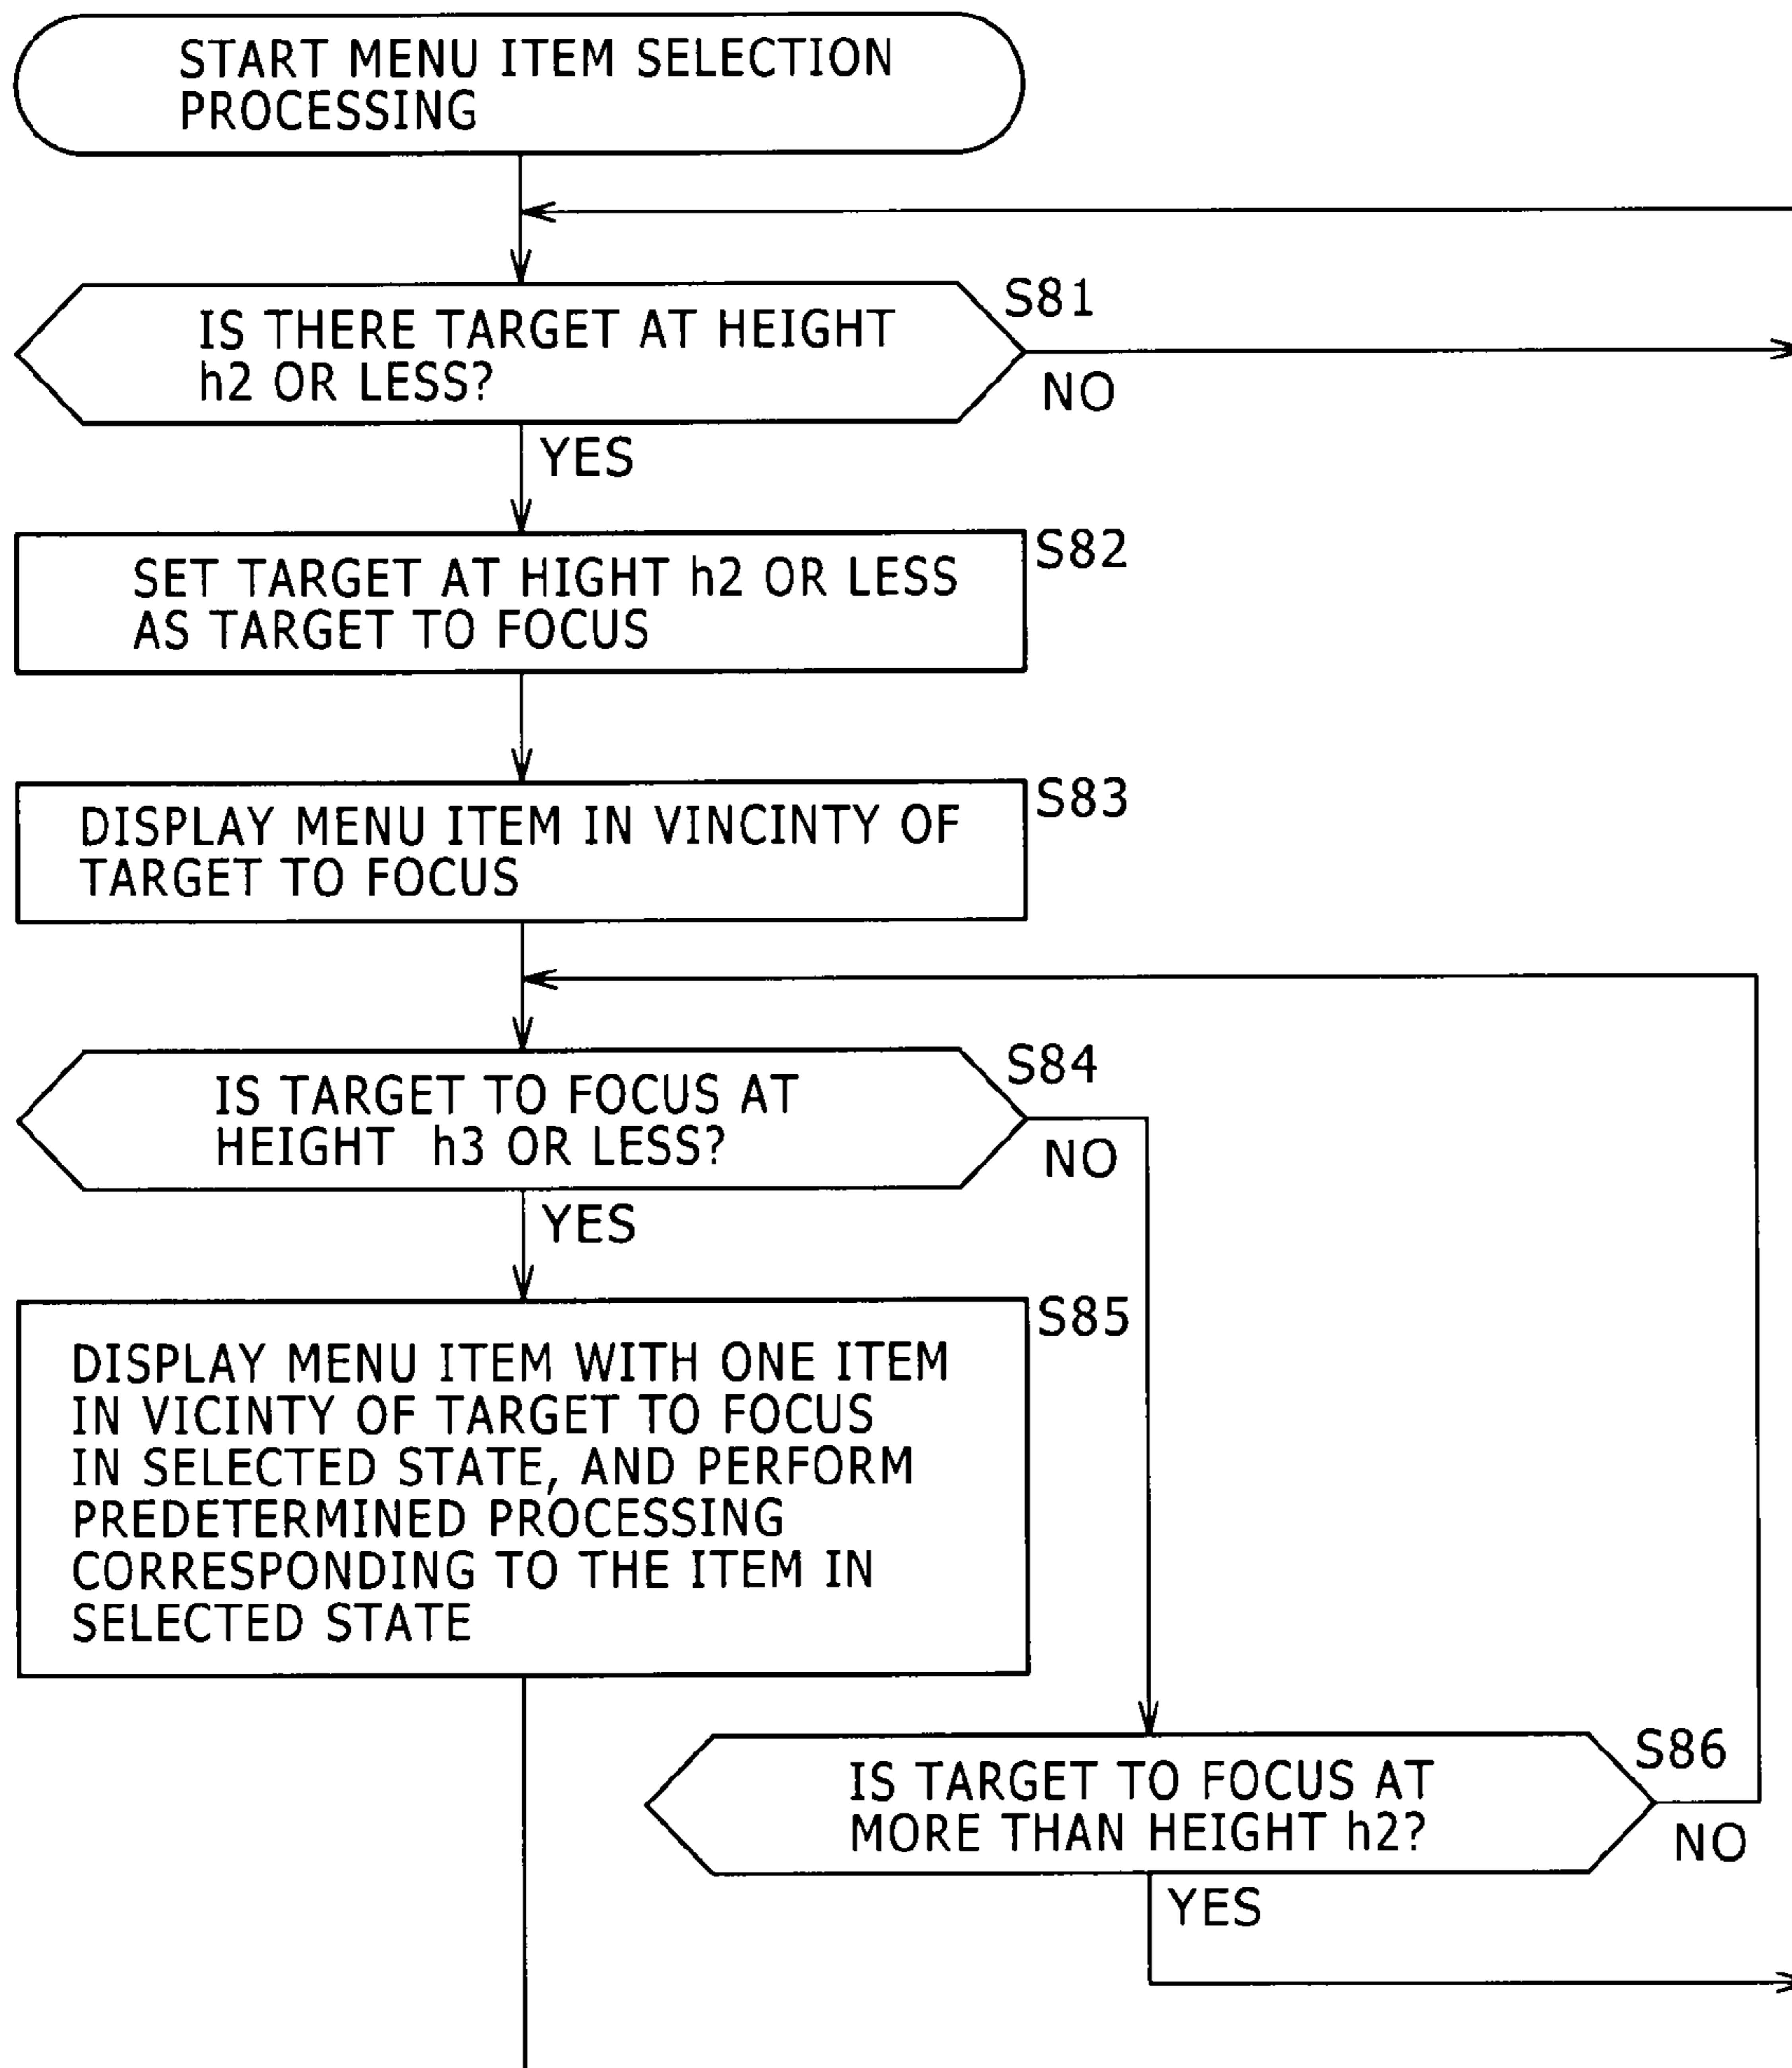 START MENU ITEM SELECTION
PROCESSING
S81
IS THERE TARGET AT HEIGHT
h2 OR LESS?
NO
YES
S82
SET TARGET AT HIGHT h2 OR LESS
AS TARGET TO FOCUS
S83
DISPLAY MENU ITEM IN VINCINTY OF
TARGET TO FOCUS
S84
IS TARGET TO FOCUS AT
HEIGHT h3 OR LESS?
NO
YES
S85
DISPLAY MENU ITEM WITH ONE ITEM
IN VICINTY OF TARGET TO FOCUS
IN SELECTED STATE, AND PERFORM
PREDETERMINED PROCESSING
CORRESPONDING TO THE ITEM IN
SELECTED STATE
S86
IS TARGET TO FOCUS AT
MORE THAN HEIGHT h2?
NO
YES